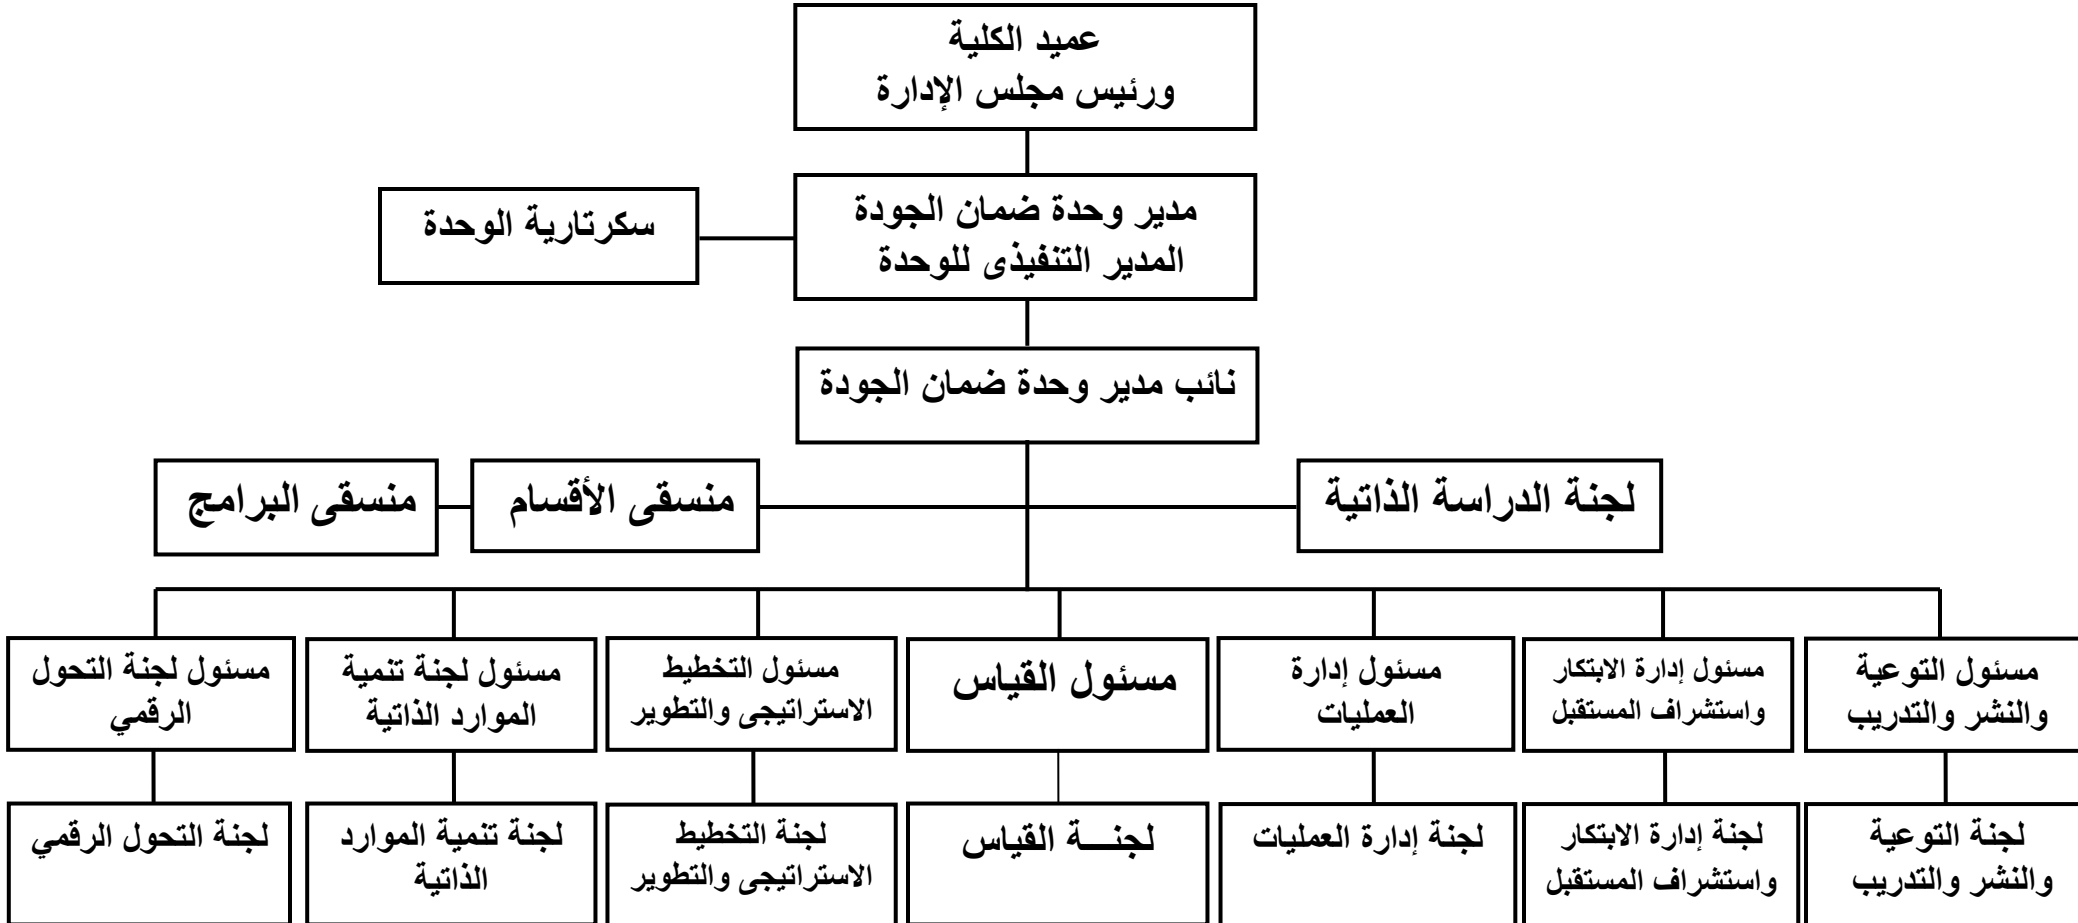 عميد الكلية
ورئيس مجلس الإدارة
مدير وحدة ضمان الجودة
المدير التنفيذى للوحدة
سكرتارية الوحدة
نائب مدير وحدة ضمان الجودة
لجنة الدراسة الذاتية
منسقى الأقسام
منسقى البرامج
مسئول التوعية
والنشر والتدريب
مسئول إدارة الابتكار
واستشراف المستقبل
مسئول إدارة
العمليات
مسئول القياس
مسئول التخطيط
الاستراتيجى والتطوير
مسئول لجنة تنمية
الموارد الذاتية
مسئول لجنة التحول
الرقمي
لجنة التوعية
والنشر والتدريب
لجنة إدارة الابتكار
واستشراف المستقبل
لجنة إدارة العمليات
لجنـــة القياس
لجنة التخطيط
الاستراتيجى والتطوير
لجنة تنمية الموارد
الذاتية
لجنة التحول الرقمي